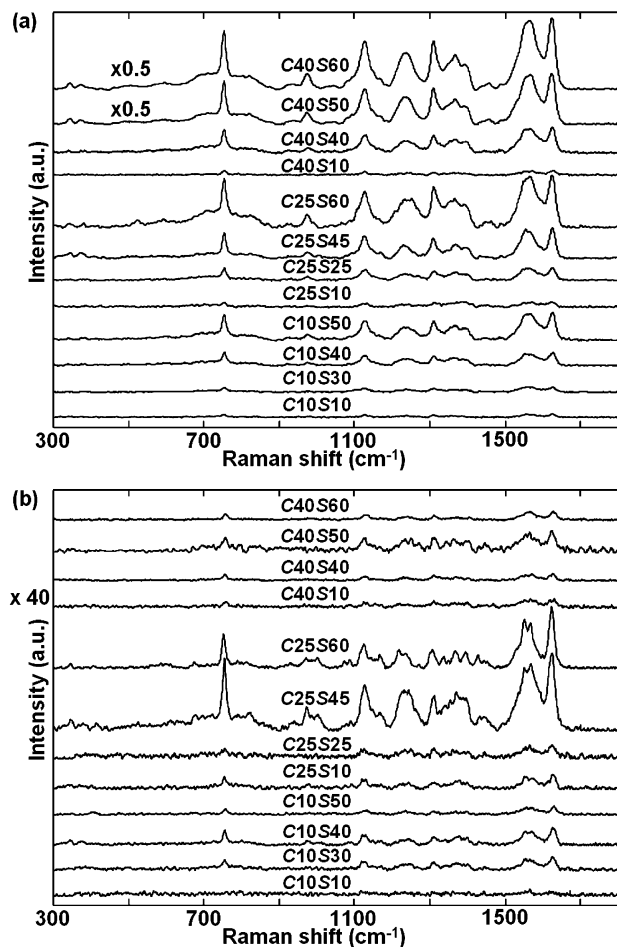 (a)
x0.5
C40S60
x0.5
C40S50
C40S40
C40S10
C25S60
C25S45
C25S25
C25S10
C10S50
C10S40
C10S30
C10S10
Intensity (a.u.)
300 700 1100 1500
Raman shift (cm-1)
(b)
C40S60
C40S50
C40S40
x 40
C40S10
C25S60
C25S45
C25S25
C25S10
C10S50
C10S40
C10S30
C10S10
Intensity (a.u.)
300 700 1100 1500
Raman shift (cm-1)